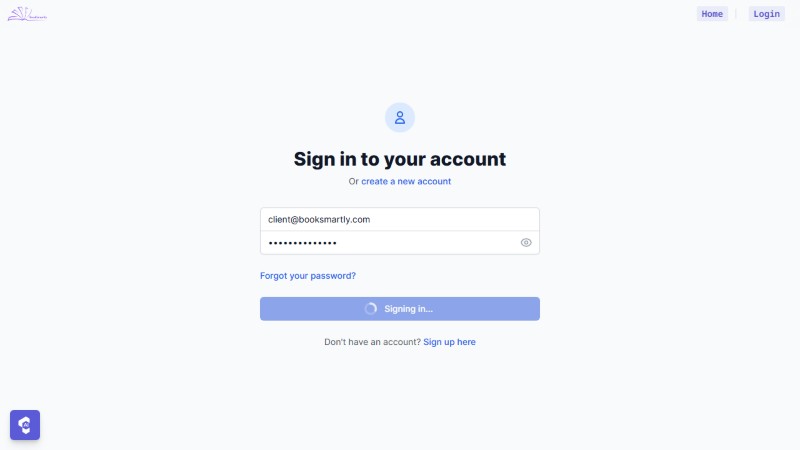 Home
Login
Sign in to your account
Or create a new account
client@booksmartly.com
••••••••••••••
Forgot your password?
Signing in...
Don't have an account? Sign up here